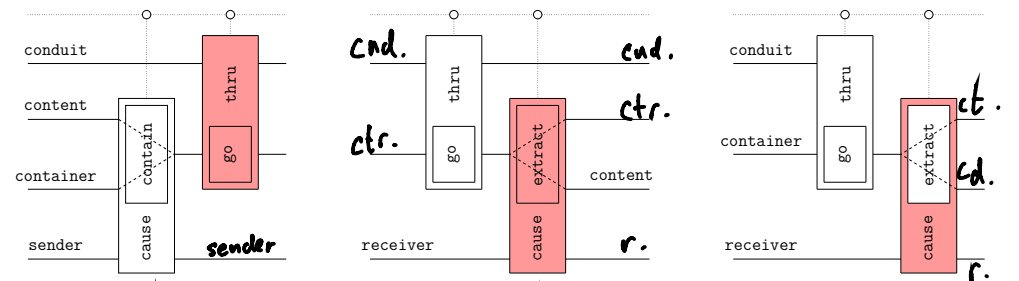 conduit
thru
go
content
contain
container
sender
cause
sender
cnd.
thru
cnd.
ctr.
go
extract
ctr.
content
receiver
cause
r.
conduit
thru
container
go
extract
ct.
cd.
receiver
cause
r.